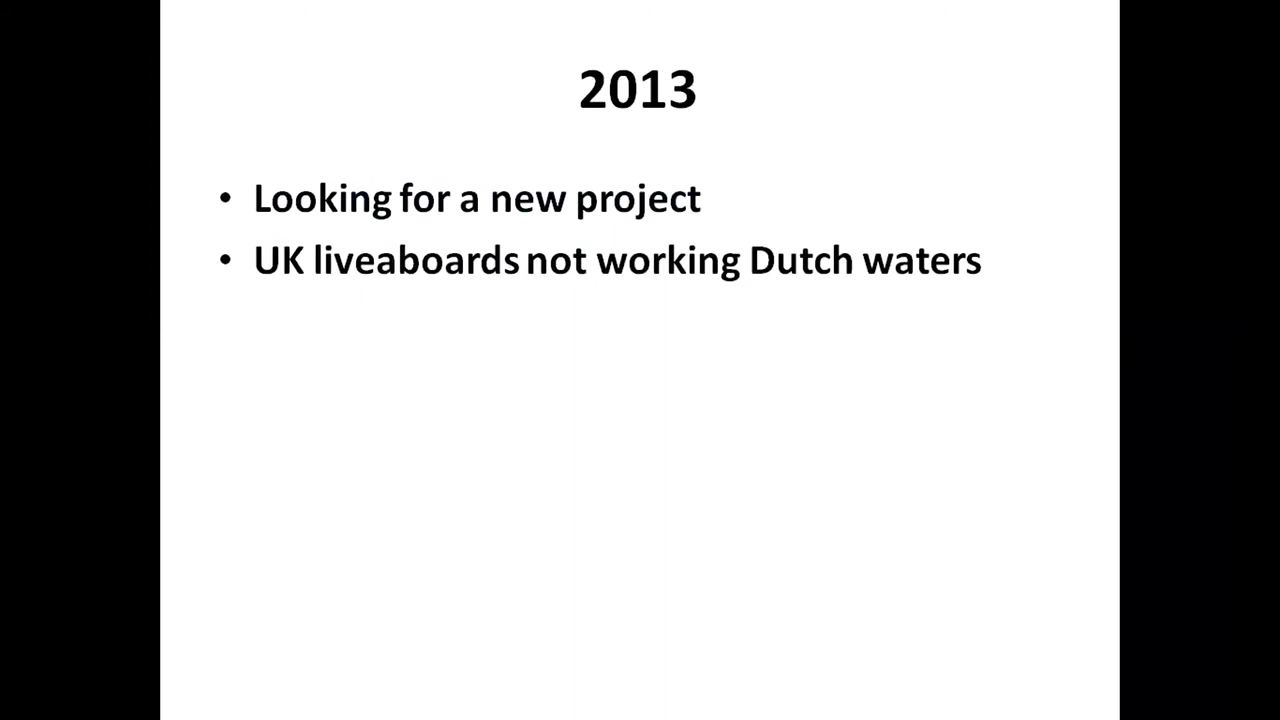 2013
• Looking for a new project
• UK liveaboards not working Dutch waters